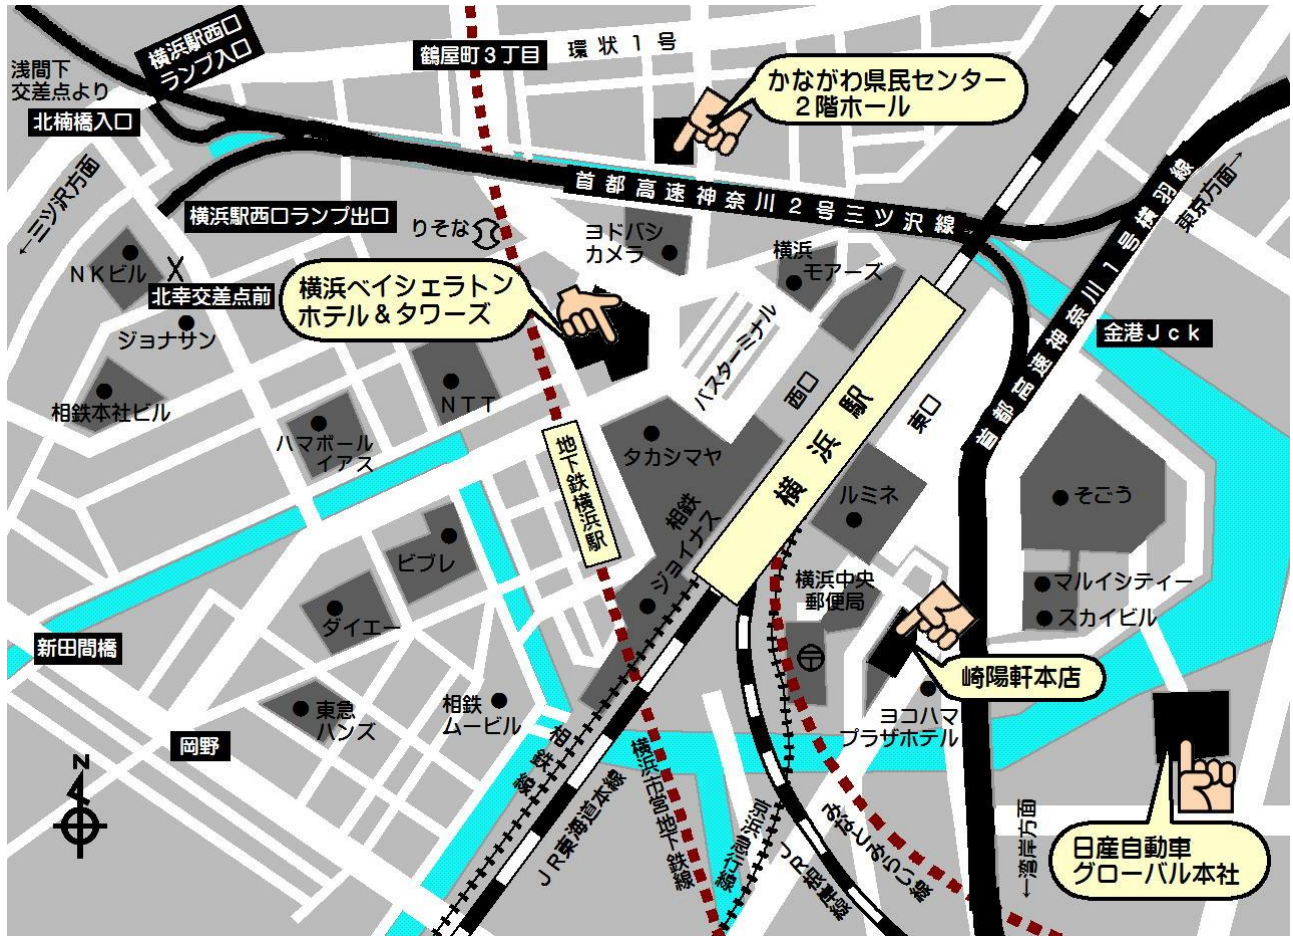 横浜駅西口
ランプ入口
浅間下
交差点より
北楠橋入口
鶴屋町3丁目
環状1号
かながわ県民センター
2階ホール
←三ツ沢方面
横浜駅西口ランプ出口
首都高速神奈川2号三ツ沢線
首都高速神奈川1号横羽線
東京方面→
りそな
ヨドバシ
カメラ
横浜
モアーズ
NKビル
北幸交差点前
ジョナサン
横浜ベイシェラトン
ホテル&タワーズ
バスターミナル
金港Jck
相鉄本社ビル
NTT
ハマボール
イアス
西口
横浜駅
東口
地下鉄横浜駅
タカシマヤ
相鉄
ジョイナス
ルミネ
そごう
ビブレ
ダイエー
横浜中央
郵便局
マルイシティー
スカイビル
新田間橋
崎陽軒本店
東急
ハンズ
相鉄
ムービル
ヨコハマ
プラザホテル
岡野
N
相鉄線
JR東海道本線
横浜市営地下鉄線
京浜急行線
JR根岸線
みなとみらい線
←湾岸方面
日産自動車
グローバル本社